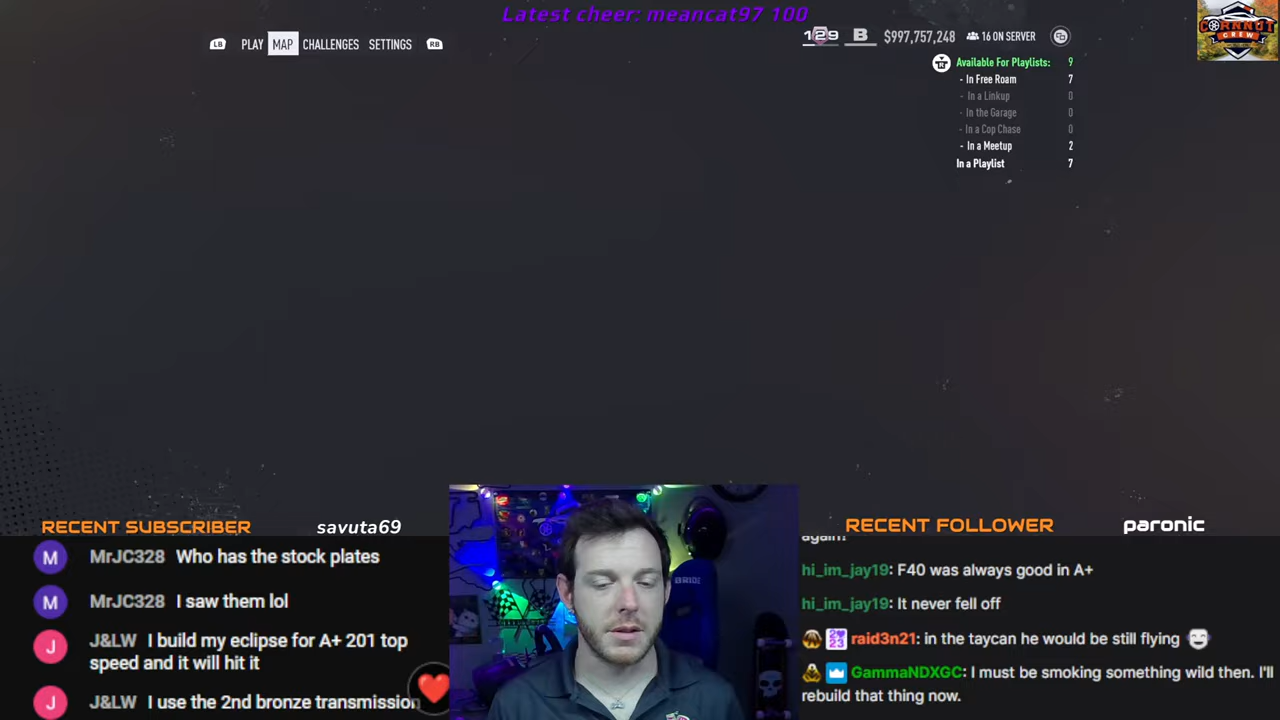 Latest cheer: meancat97 100
LB PLAY MAP CHALLENGES SETTINGS RB
129 B $997,757,248 16 ON SERVER
Available For Playlists: 9
- In Free Roam 7
- In a Linkup 0
- In the Garage 0
- In a Cop Chase 0
- In a Meetup 2
In a Playlist 7
CORNNUT
CREW
BRIDE
RECENT SUBSCRIBER savuta69
M MrJC328 Who has the stock plates
M MrJC328 I saw them lol
J J&LW I build my eclipse for A+ 201 top
speed and it will hit it
J J&LW I use the 2nd bronze transmission
RECENT FOLLOWER paronic
again!
hi_im_jay19: F40 was always good in A+
hi_im_jay19: It never fell off
raid3n21: in the taycan he would be still flying
GammaNDXGC: I must be smoking something wild then. I'll
rebuild that thing now.